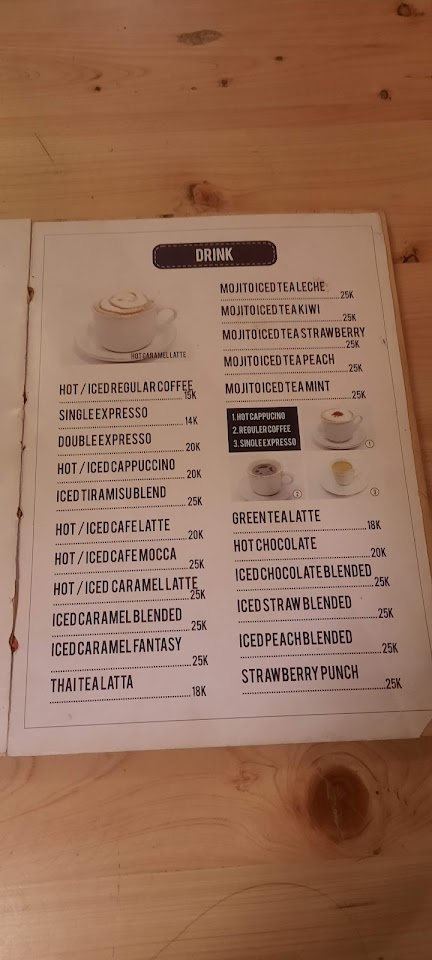 DRINK
HOT CARAMEL LATTE
HOT / ICED REGULAR COFFEE
15K
SINGLE EXPRESSO
14K
DOUBLE EXPRESSO
20K
HOT / ICED CAPPUCCINO
20K
ICED TIRAMISU BLEND
25K
HOT / ICED CAFE LATTE
20K
HOT / ICED CAFE MOCCA
25K
HOT / ICED CARAMEL LATTE
25K
ICED CARAMEL BLENDED
25K
ICED CARAMEL FANTASY
25K
THAI TEA LATTA
18K
MOJITO ICED TEA LECHE
25K
MOJITO ICED TEA KIWI
25K
MOJITO ICED TEA STRAWBERRY
25K
MOJITO ICED TEA PEACH
25K
MOJITO ICED TEA MINT
25K
1. HOT CAPPUCINO
2. REGULER COFFEE
3. SINGLE EXPRESSO
1
2
3
GREEN TEA LATTE
18K
HOT CHOCOLATE
20K
ICED CHOCOLATE BLENDED
25K
ICED STRAW BLENDED
25K
ICED PEACH BLENDED
25K
STRAWBERRY PUNCH
25K